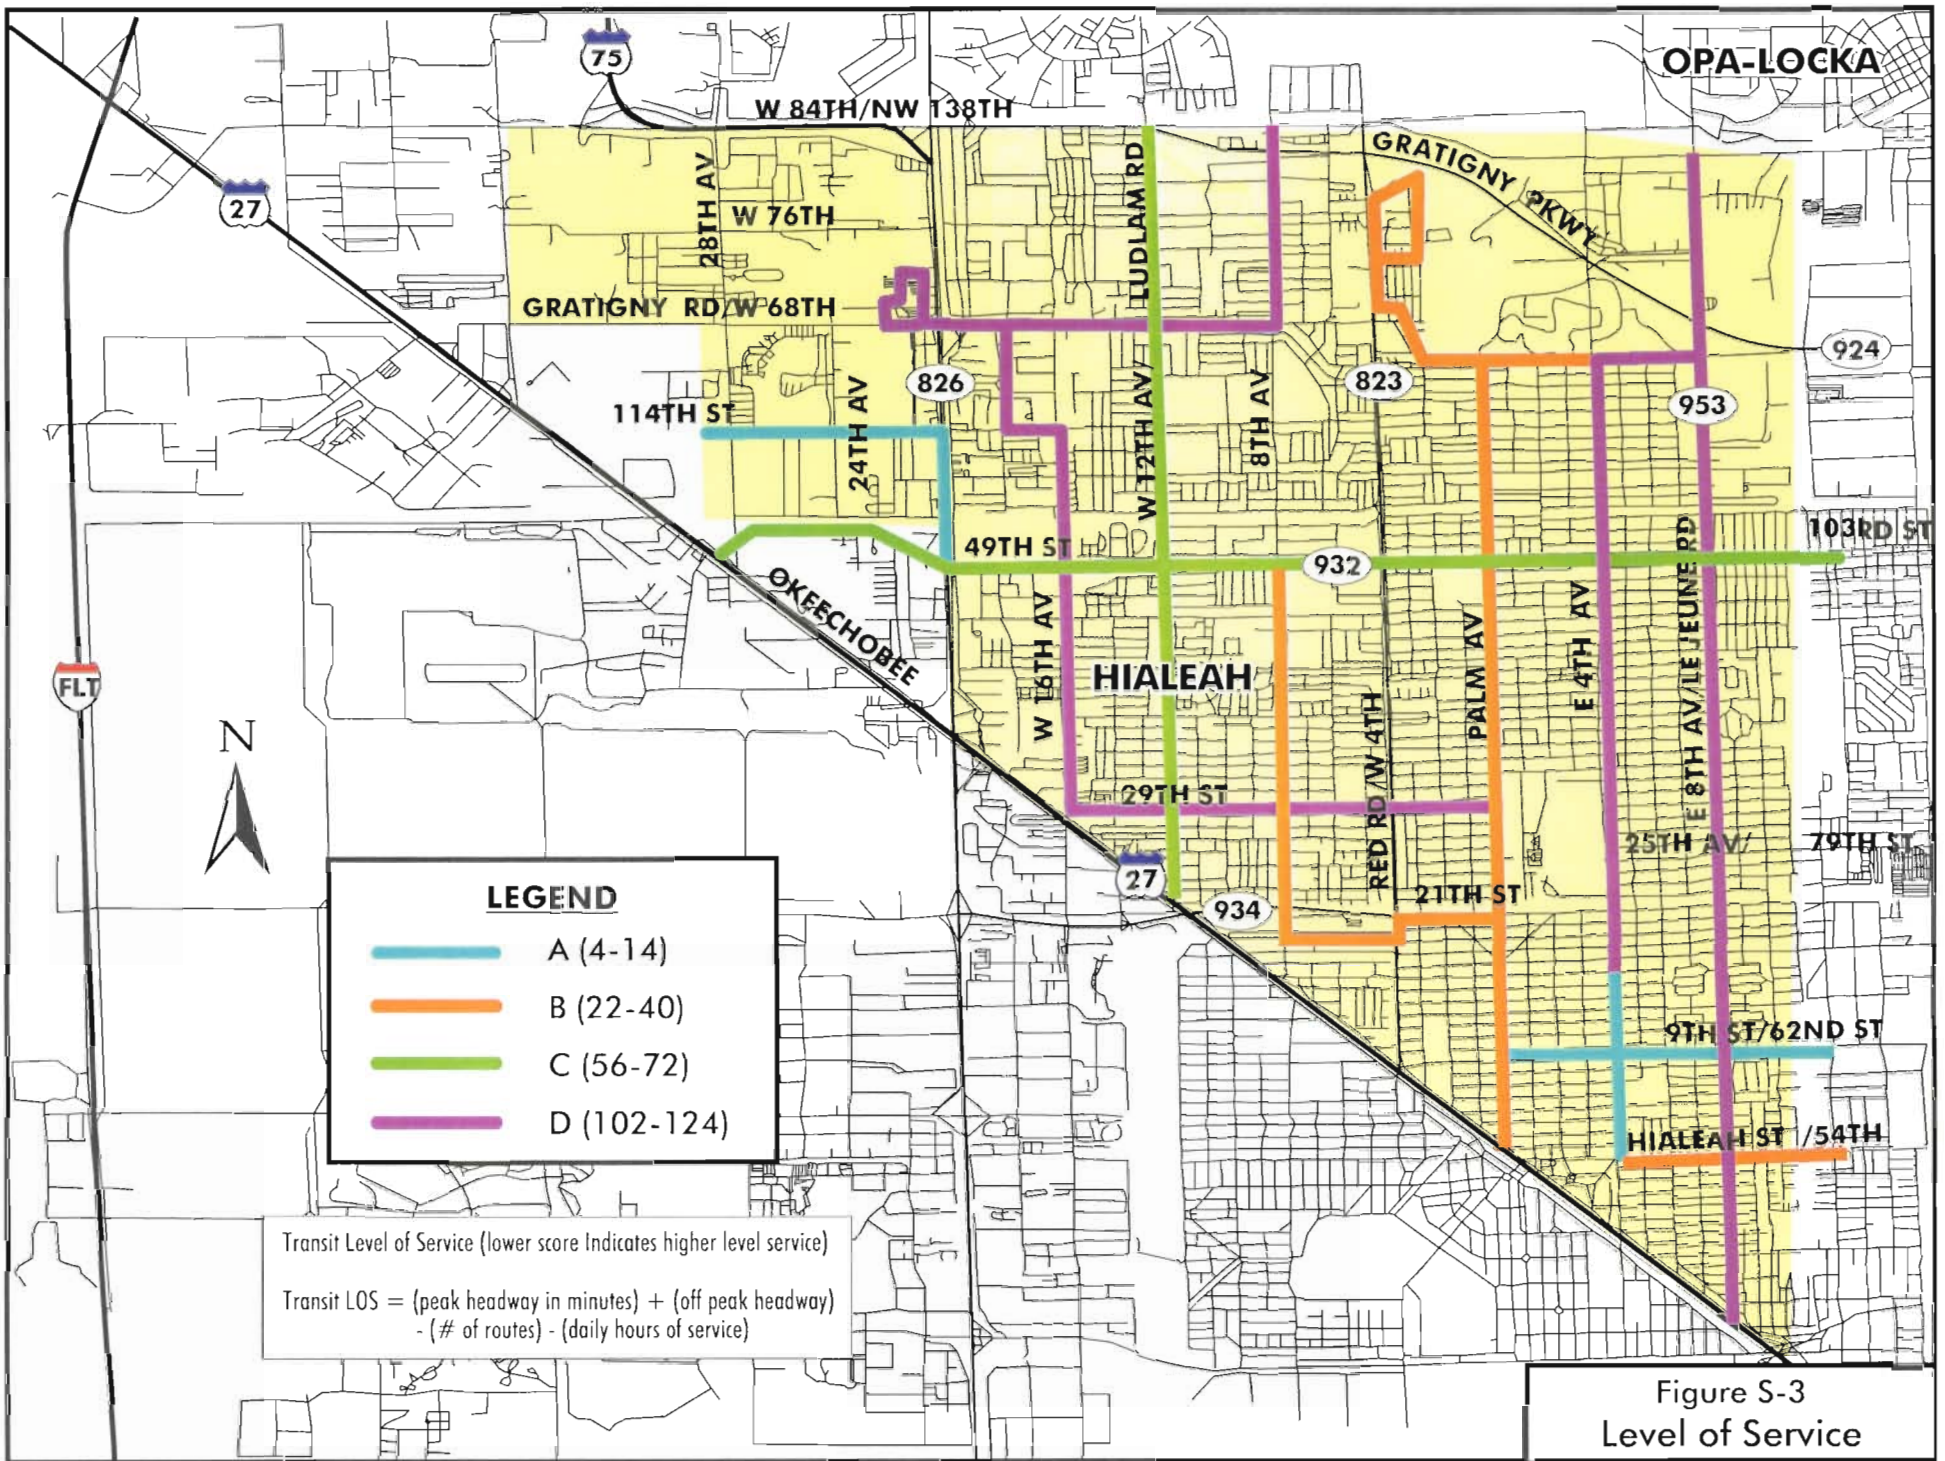 OPA-LOCKA
75
W 84TH/NW 138TH
GRATIGNY PKWY
LUDLAM RD
28TH AV
27
W 76TH
GRATIGNY RD/W 68TH
924
826
823
953
114TH ST
24TH AV
W 12TH AV/
8TH AV
103RD ST
49TH ST
932
OKEECHOBEE
W 16TH AV
HIALEAH
RED RD/W 4TH
PALM AV
E 4TH AV
E 8TH AV/LEJEUNE RD
FLT
N
29TH ST
25TH AV/
79TH ST
27
934
21TH ST
9TH ST/62ND ST
HIALEAH ST /54TH
LEGEND
A (4-14)
B (22-40)
C (56-72)
D (102-124)
Transit Level of Service (lower score Indicates higher level service)
Transit LOS = (peak headway in minutes) + (off peak headway)
- (# of routes) - (daily hours of service)
Figure S-3
Level of Service